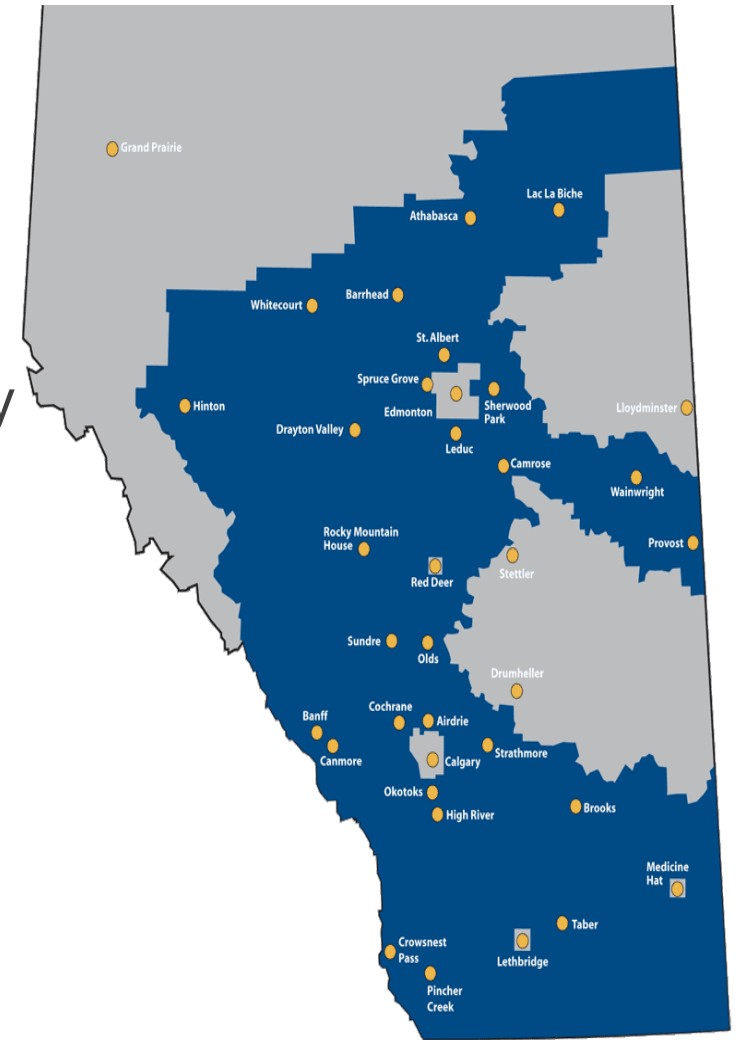 Grand Prairie
Lac La Biche
Athabasca
Barrhead
Whitecourt
St. Albert
Spruce Grove
Edmonton
Sherwood
Park
Hinton
Lloydminster
Drayton Valley
Leduc
Camrose
Wainwright
Rocky Mountain
House
Provost
Stettler
Red Deer
Sundre
Olds
Drumheller
Cochrane
Airdrie
Banff
Canmore
Strathmore
Calgary
Okotoks
High River
Brooks
Medicine
Hat
Taber
Crowsnest
Pass
Lethbridge
Pincher
Creek